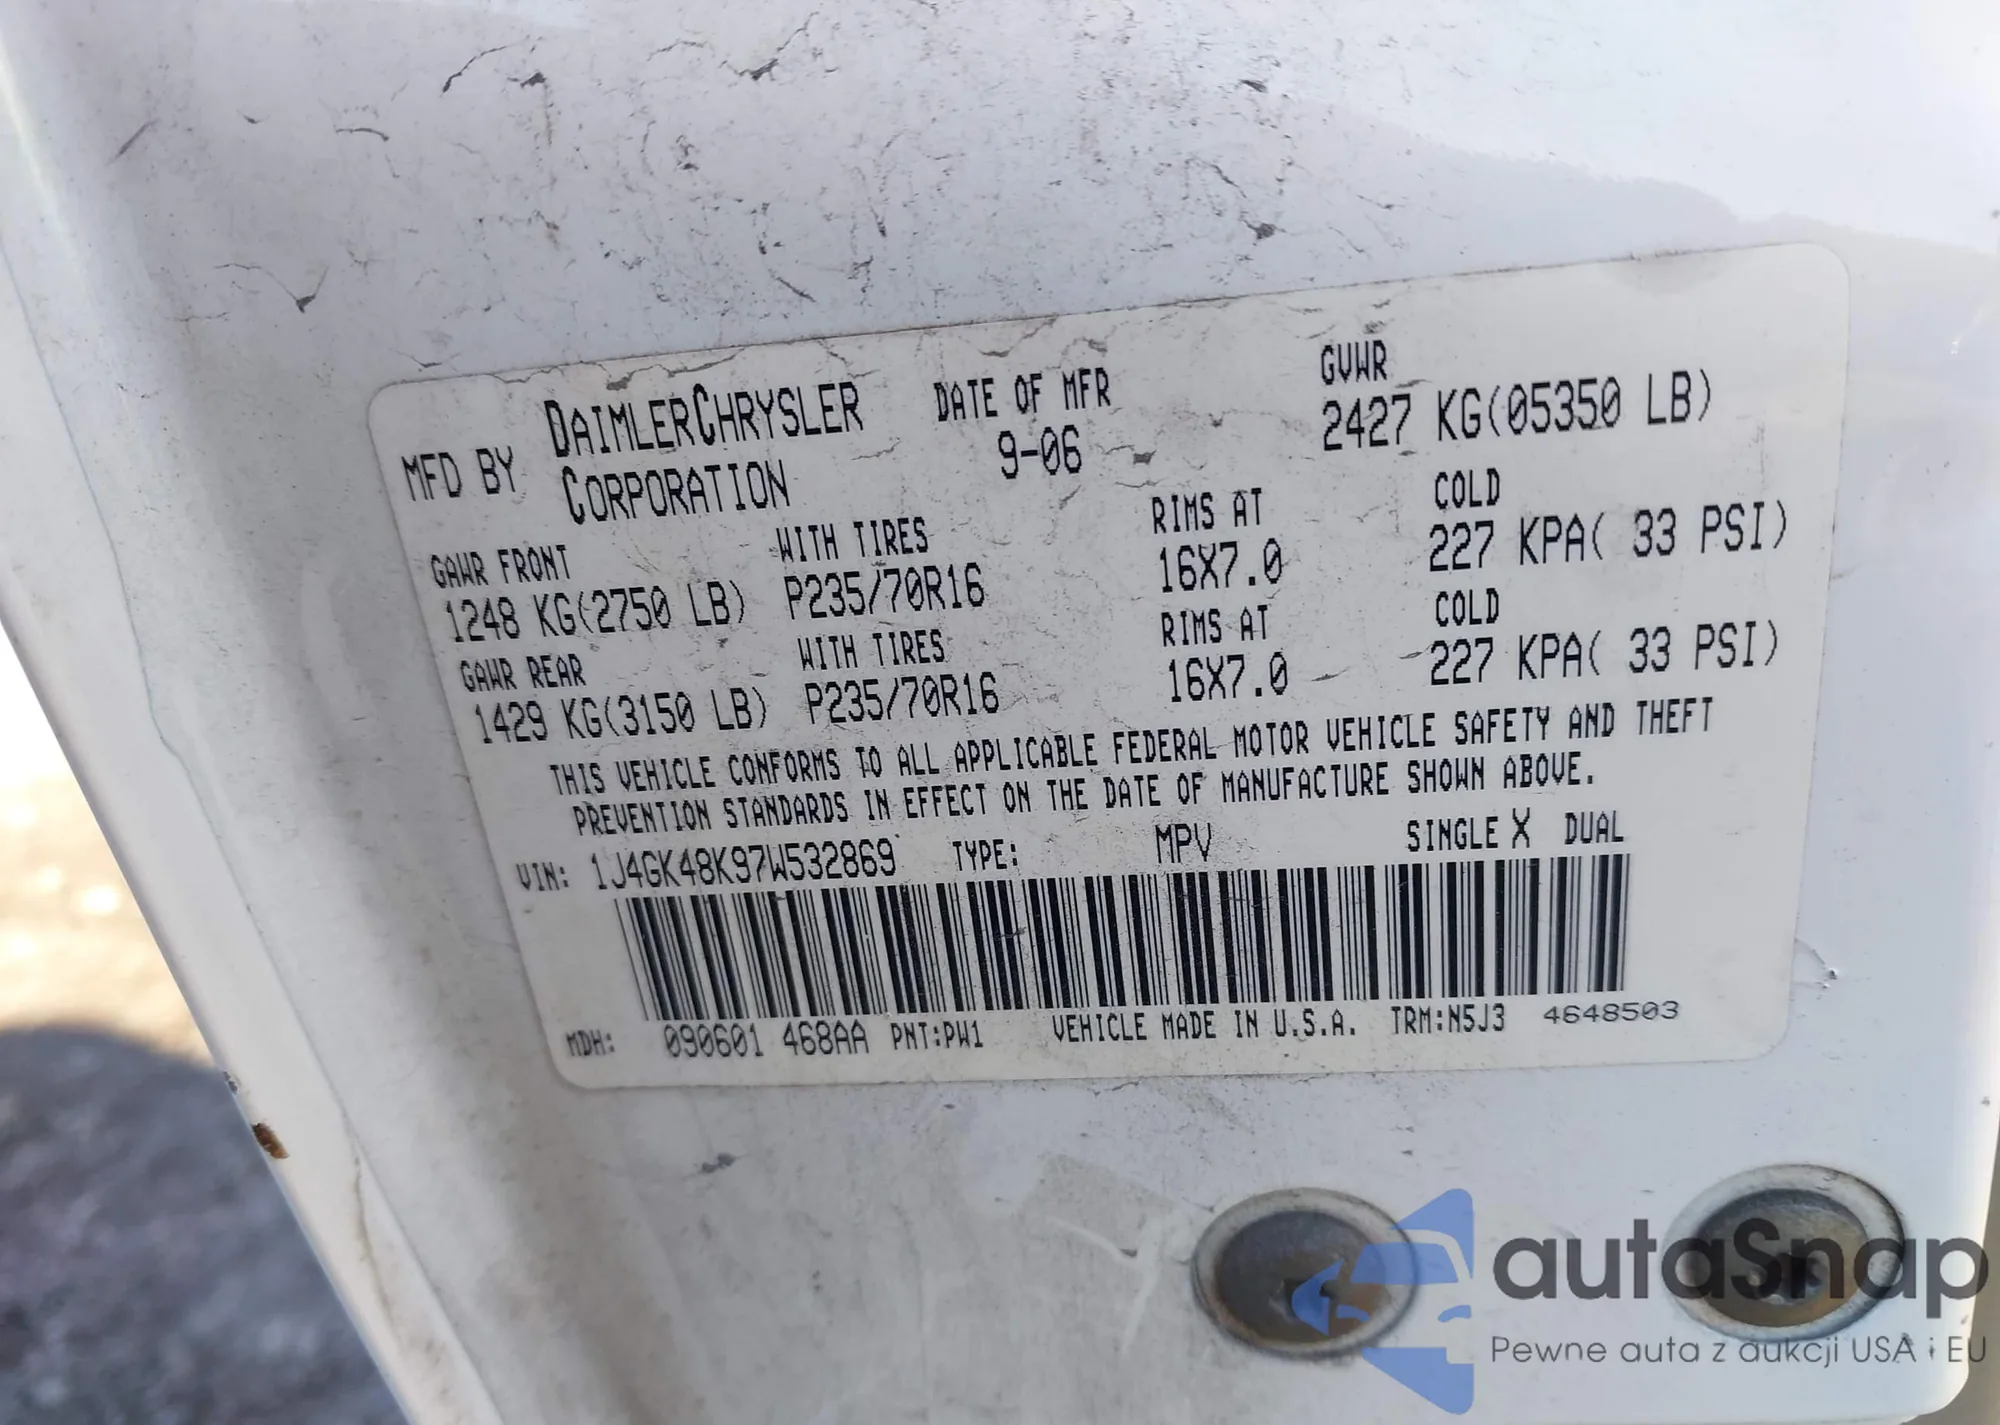 MFD BY DAIMLERCHRYSLER CORPORATION DATE OF MFR 9-06 GVWR 2427 KG(05350 LB)
GAWR FRONT WITH TIRES RIMS AT COLD
1248 KG(2750 LB) P235/70R16 16X7.0 227 KPA( 33 PSI)
GAWR REAR WITH TIRES RIMS AT COLD
1429 KG(3150 LB) P235/70R16 16X7.0 227 KPA( 33 PSI)
THIS VEHICLE CONFORMS TO ALL APPLICABLE FEDERAL MOTOR VEHICLE SAFETY AND THEFT
PREVENTION STANDARDS IN EFFECT ON THE DATE OF MANUFACTURE SHOWN ABOVE.
VIN: 1J4GK48K97W532869 TYPE: MPV SINGLE X DUAL
MDH: 090601 468AA PNT:PW1 VEHICLE MADE IN U.S.A. TRM:N5J3 4648503
autaSnap
Pewne auta z aukcji USA i EU